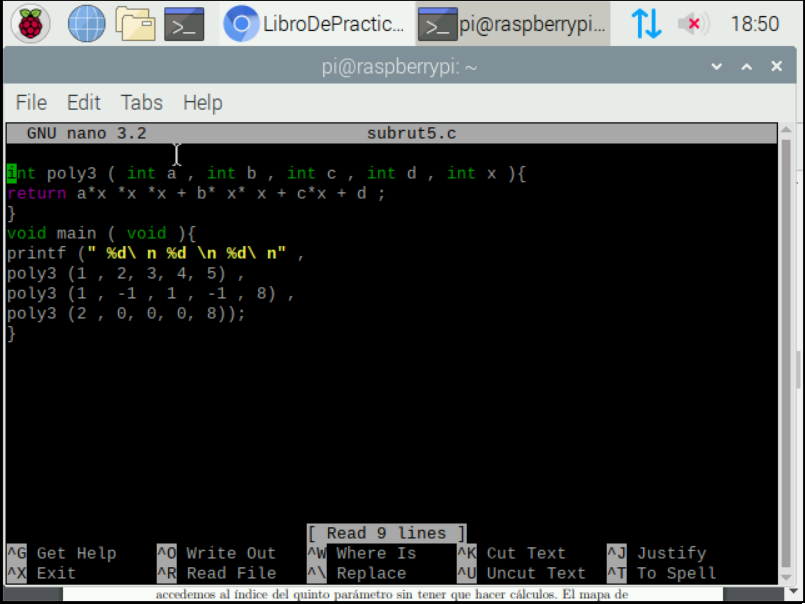 LibroDePractic... pi@raspberrypi... 18:50
pi@raspberrypi: ~
File Edit Tabs Help
GNU nano 3.2 subrut5.c
int poly3 ( int a , int b , int c , int d , int x ){
return a*x *x *x + b* x* x + c*x + d ;
}
void main ( void ){
printf (" %d\ n %d \n %d\ n" ,
poly3 (1 , 2, 3, 4, 5) ,
poly3 (1 , -1 , 1 , -1 , 8) ,
poly3 (2 , 0, 0, 0, 8));
}
[ Read 9 lines ]
^G Get Help ^O Write Out ^W Where Is ^K Cut Text ^J Justify
^X Exit ^R Read File ^\ Replace ^U Uncut Text ^T To Spell
accedemos al índice del quinto parámetro sin tener que hacer cálculos. El mapa de